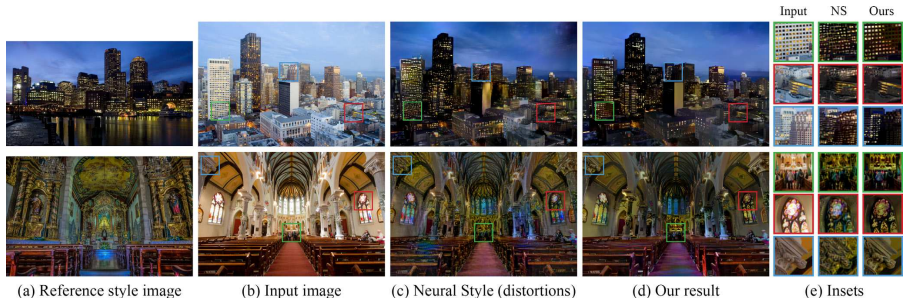 Input NS Ours
(a) Reference style image (b) Input image (c) Neural Style (distortions) (d) Our result (e) Insets